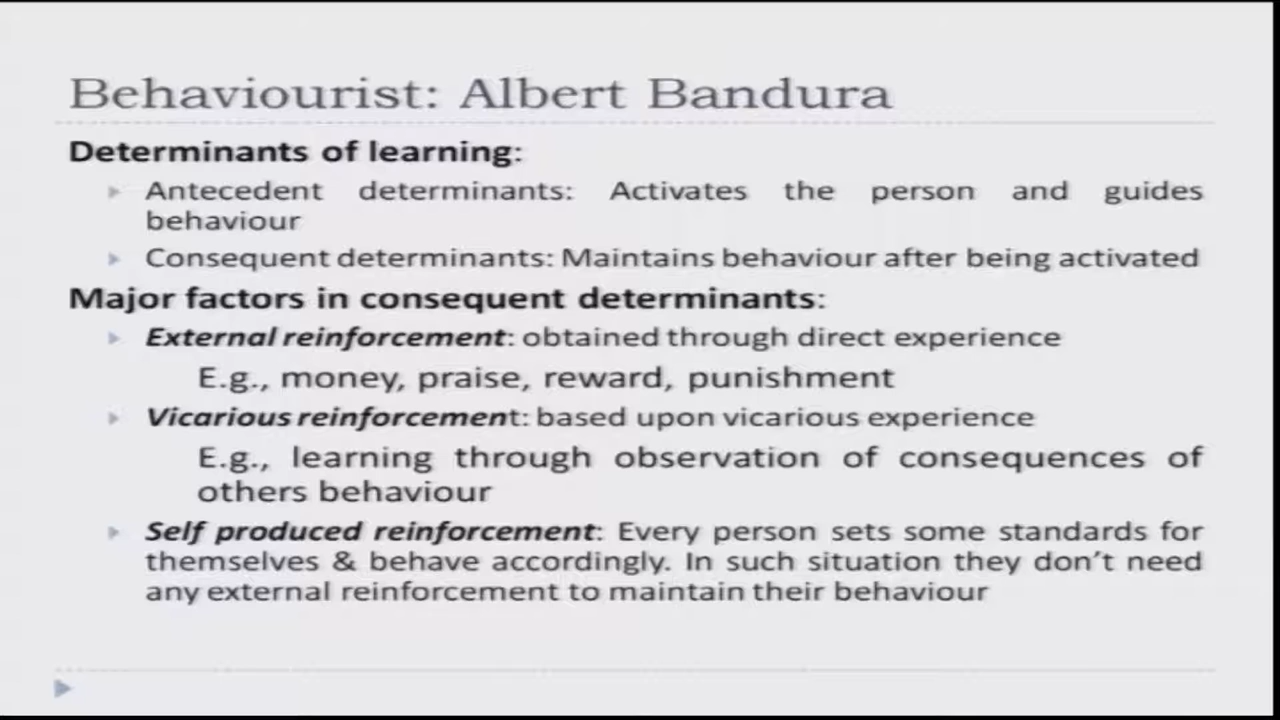 Behaviourist: Albert Bandura
Determinants of learning:
Antecedent determinants: Activates the person and guides
behaviour
Consequent determinants: Maintains behaviour after being activated
Major factors in consequent determinants:
External reinforcement: obtained through direct experience
E.g., money, praise, reward, punishment
Vicarious reinforcement: based upon vicarious experience
E.g., learning through observation of consequences of
others behaviour
Self produced reinforcement: Every person sets some standards for
themselves & behave accordingly. In such situation they don't need
any external reinforcement to maintain their behaviour